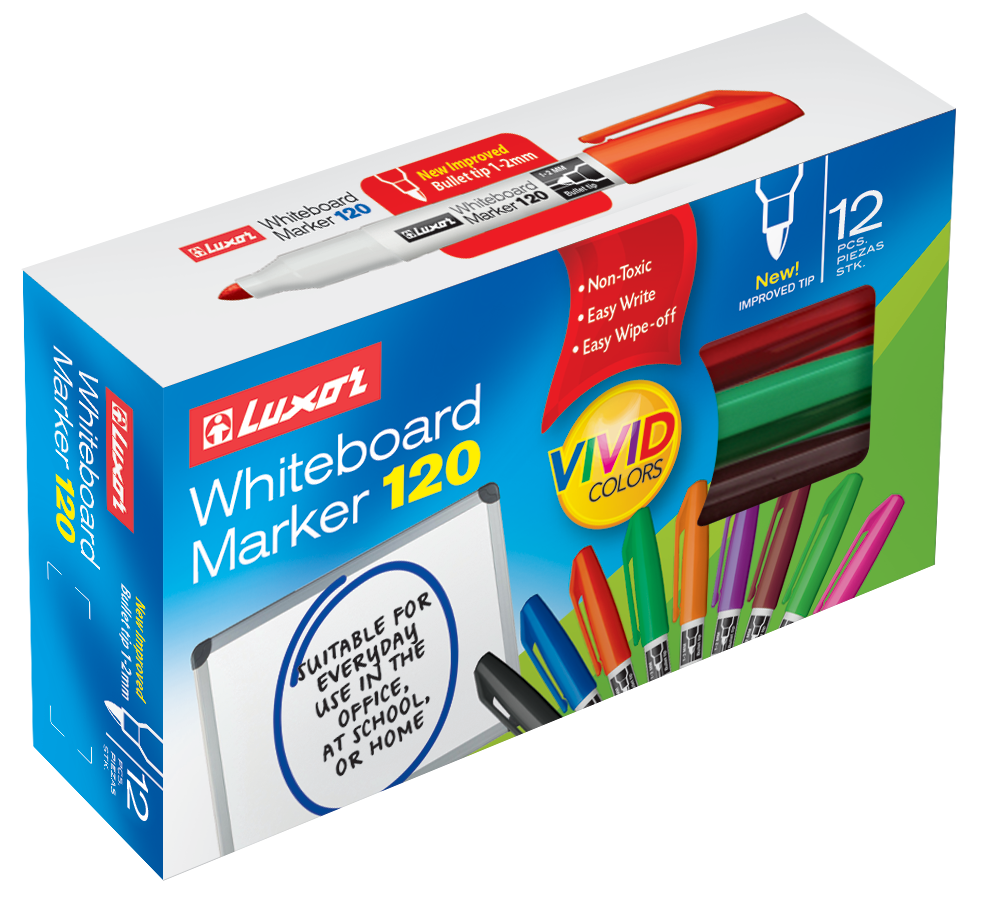 Luxor
Whiteboard
Marker 120
New Improved
Bullet tip 1-2mm
Luxor
Whiteboard
Marker 120
1-2 MM
Bullet tip
• Non-Toxic
• Easy Write
• Easy Wipe-off
New!
IMPROVED TIP
12
PCS.
PIEZAS
STK.
Luxor
Whiteboard
Marker 120
VIVID
COLORS
SUITABLE FOR
EVERYDAY
USE IN THE
OFFICE,
AT SCHOOL,
OR HOME
Luxor
Whiteboard
Marker 120
New Improved
Bullet tip 1-2mm
12
PCS.
PIEZAS
STK.